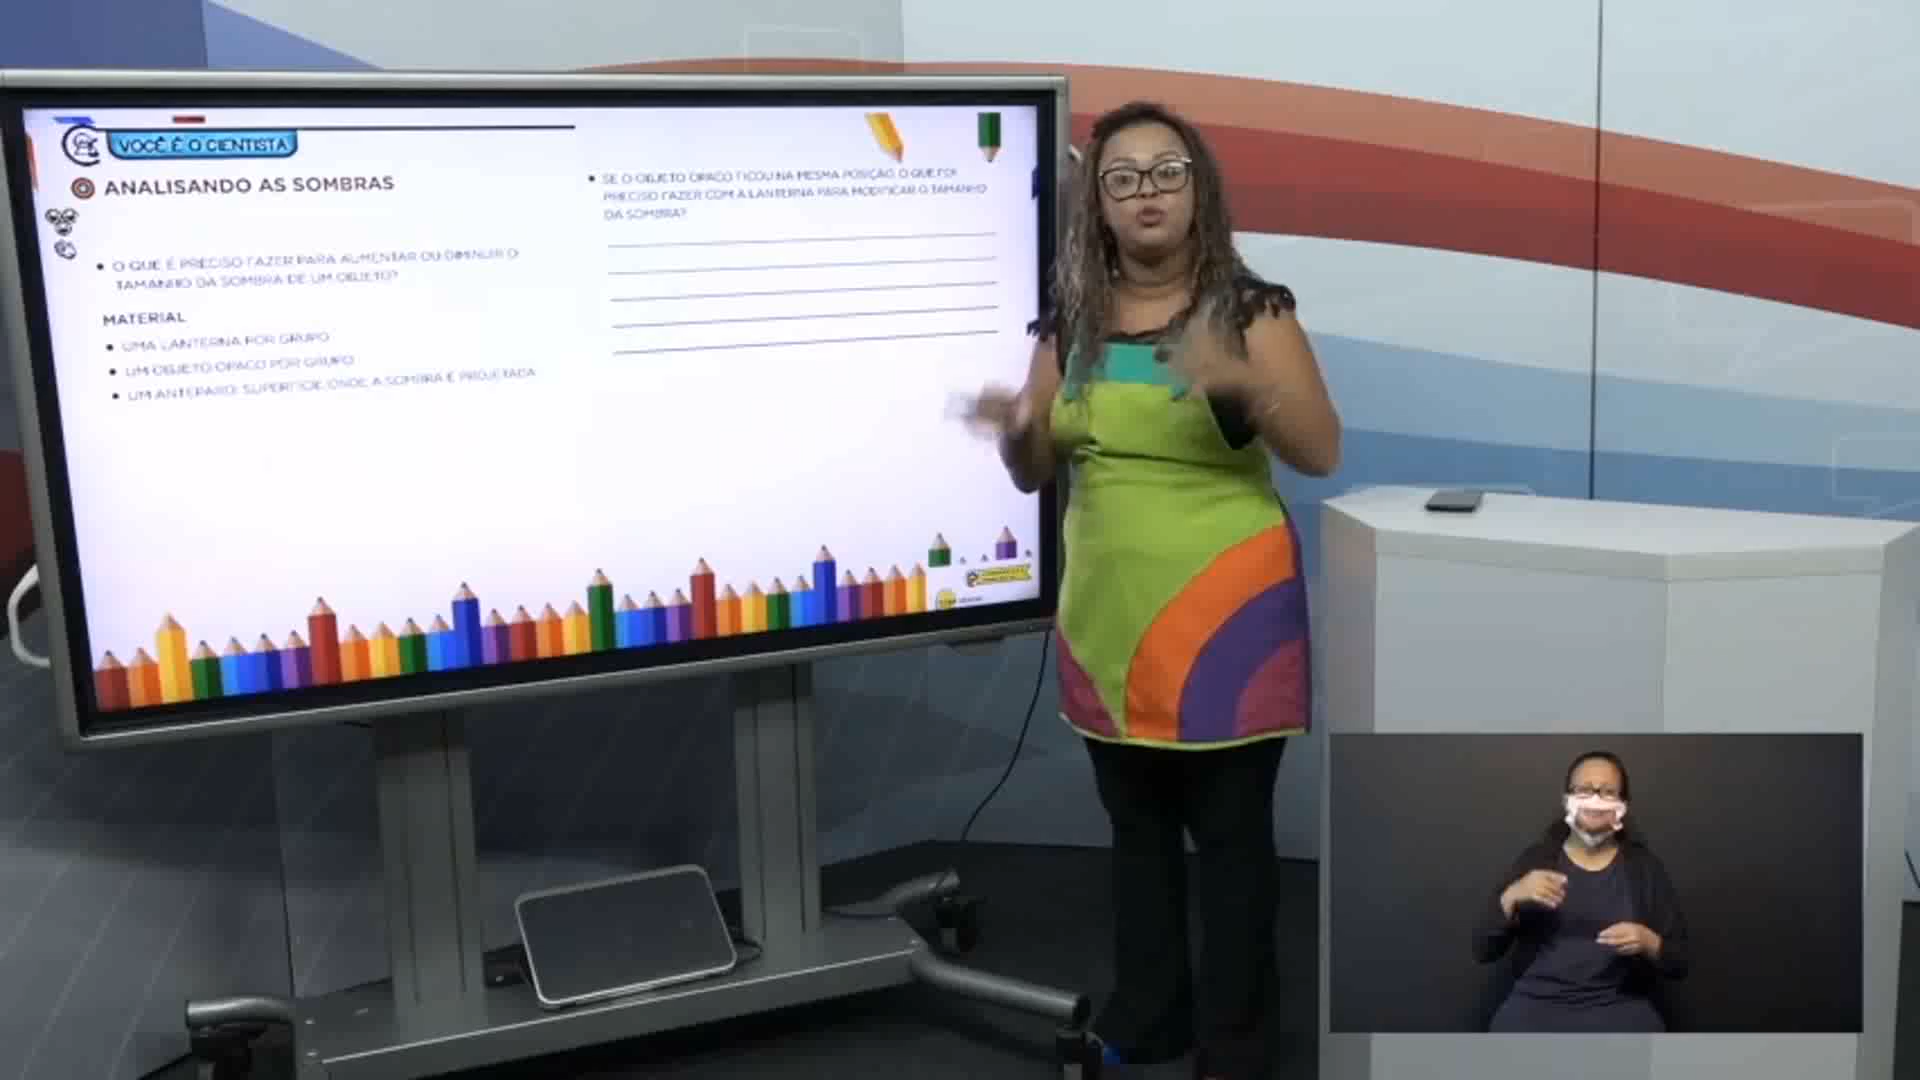 VOCÊ É O CIENTISTA
ANALISANDO AS SOMBRAS
O QUE É PRECISO FAZER PARA AUMENTAR OU DIMINUIR O
TAMANHO DA SOMBRA DE UM OBJETO?
MATERIAL
UMA LANTERNA POR GRUPO
UM OBJETO OPACO POR GRUPO
UM ANTEPARO: SUPERFÍCIE ONDE A SOMBRA É PROJETADA
SE O OBJETO OPACO FICOU NA MESMA POSIÇÃO, O QUE FOI
PRECISO FAZER COM A LANTERNA PARA MODIFICAR O TAMANHO
DA SOMBRA?